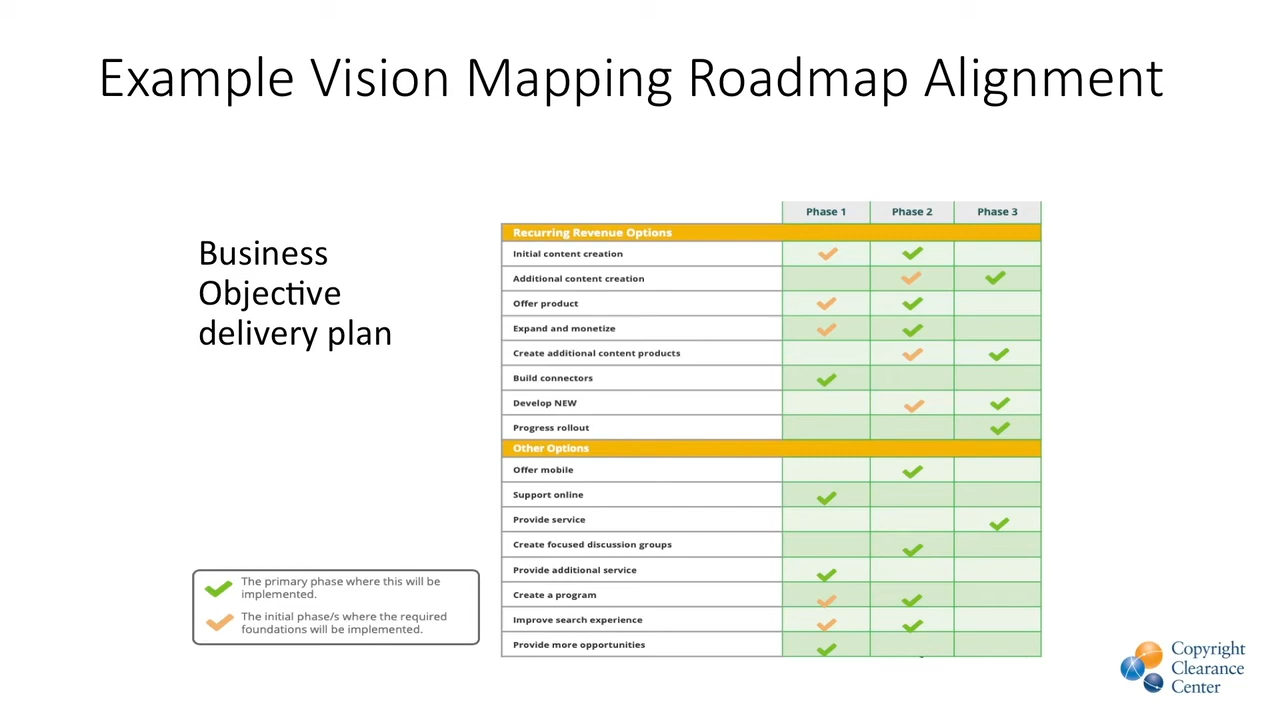 Example Vision Mapping Roadmap Alignment
Business
Objective
delivery plan
Phase 1 Phase 2 Phase 3
Recurring Revenue Options
Initial content creation
Additional content creation
Offer product
Expand and monetize
Create additional content products
Build connectors
Develop NEW
Progress rollout
Other Options
Offer mobile
Support online
Provide service
Create focused discussion groups
Provide additional service
Create a program
Improve search experience
Provide more opportunities
The primary phase where this will be
implemented.
The initial phase/s where the required
foundations will be implemented.
Copyright
Clearance
Center